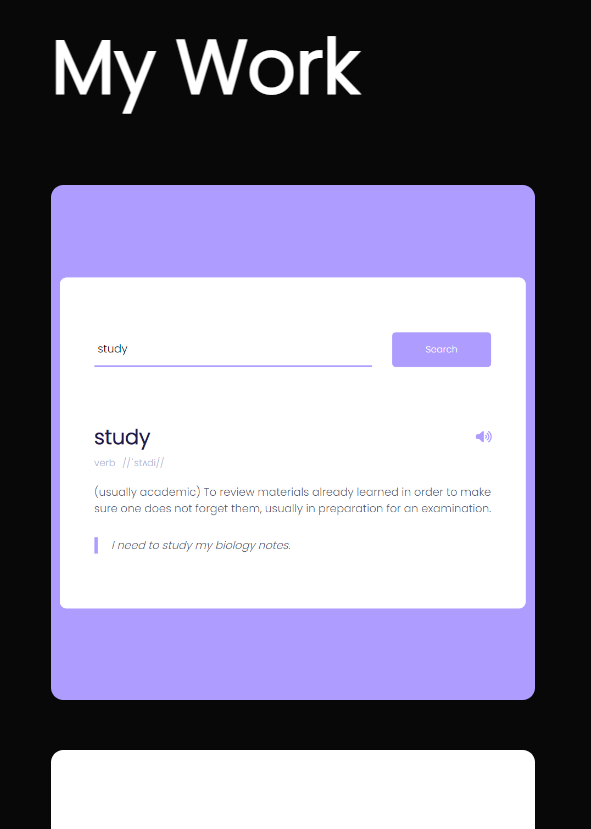 My Work
study
Search
study
verb //ˈstʌdi//
(usually academic) To review materials already learned in order to make
sure one does not forget them, usually in preparation for an examination.
I need to study my biology notes.